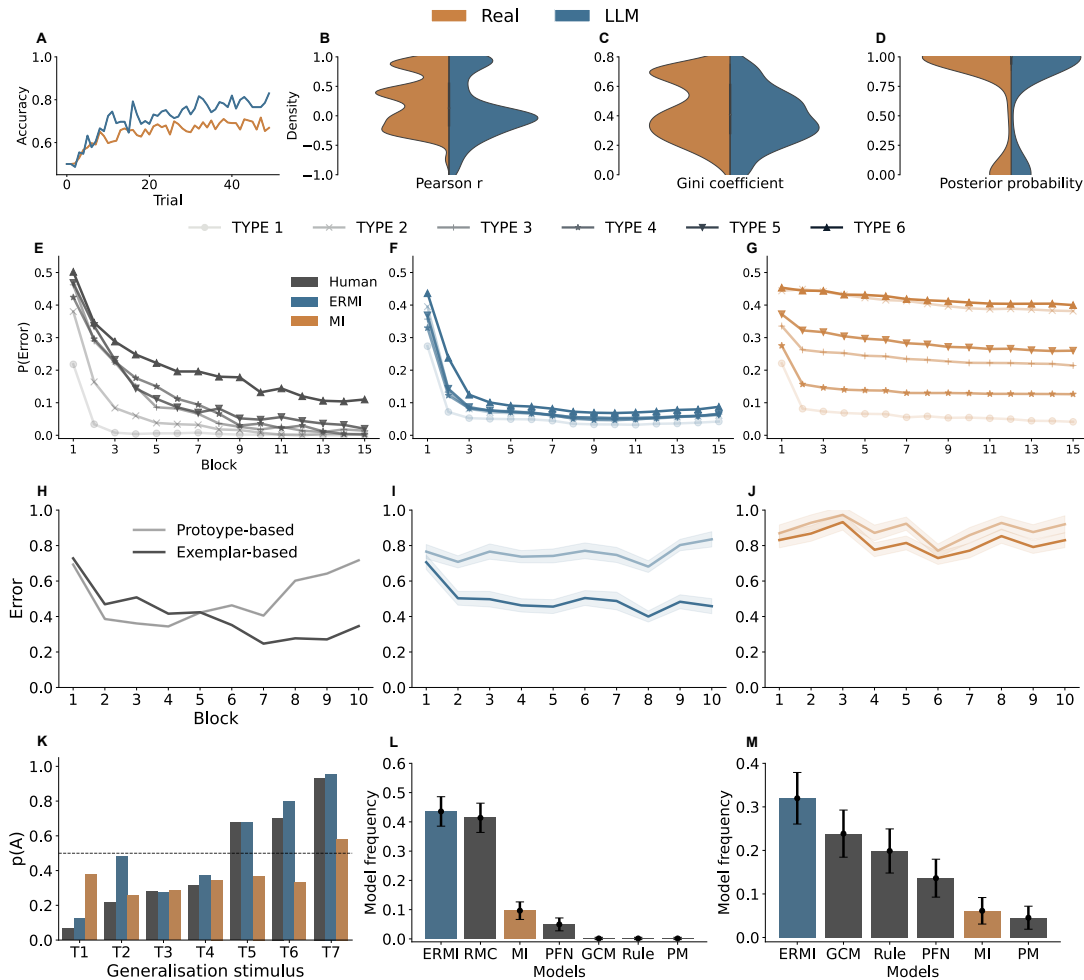 Real LLM
A B C D
1.0 0.8 0.6
Accuracy
0 20 40
Trial
1.0 0.5 0.0 −0.5 −1.0
Density
Pearson r
0.8 0.6 0.4 0.2 0.0
Gini coefficient
1.00 0.75 0.50 0.25 0.00
Posterior probability
TYPE 1 TYPE 2 TYPE 3 TYPE 4 TYPE 5 TYPE 6
E F G
0.5 0.4 0.3 0.2 0.1 0.0
P(Error)
Human
ERMI
MI
1 3 5 7 9 11 13 15
Block
0.5 0.4 0.3 0.2 0.1 0.0
1 3 5 7 9 11 13 15
0.5 0.4 0.3 0.2 0.1 0.0
1 3 5 7 9 11 13 15
H I J
1.0 0.8 0.6 0.4 0.2 0.0
Error
Protoype-based
Exemplar-based
1 2 3 4 5 6 7 8 9 10
Block
1.0 0.8 0.6 0.4 0.2 0.0
1 2 3 4 5 6 7 8 9 10
1.0 0.8 0.6 0.4 0.2 0.0
1 2 3 4 5 6 7 8 9 10
K L M
1.0 0.8 0.6 0.4 0.2 0.0
p(A)
T1 T2 T3 T4 T5 T6 T7
Generalisation stimulus
0.6 0.5 0.4 0.3 0.2 0.1 0.0
Model frequency
ERMI RMC MI PFN GCM Rule PM
Models
0.4 0.3 0.2 0.1 0.0
Model frequency
ERMI GCM Rule PFN MI PM
Models